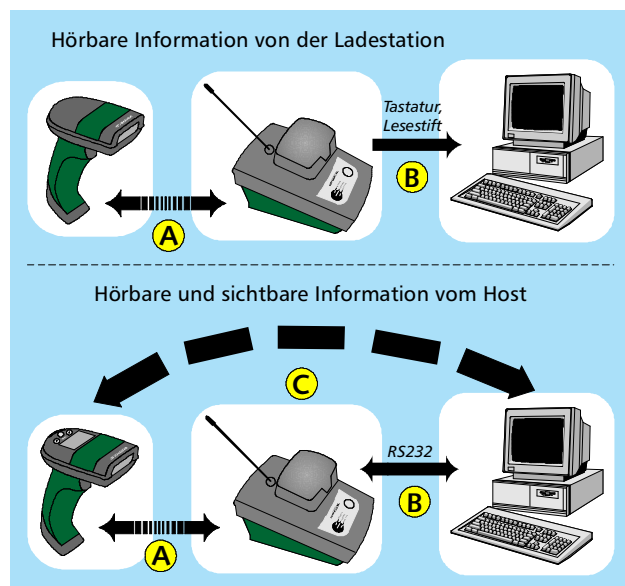 Hörbare Information von der Ladestation
Tastatur,
Lesestift
B
A
Hörbare und sichtbare Information vom Host
C
RS232
B
A